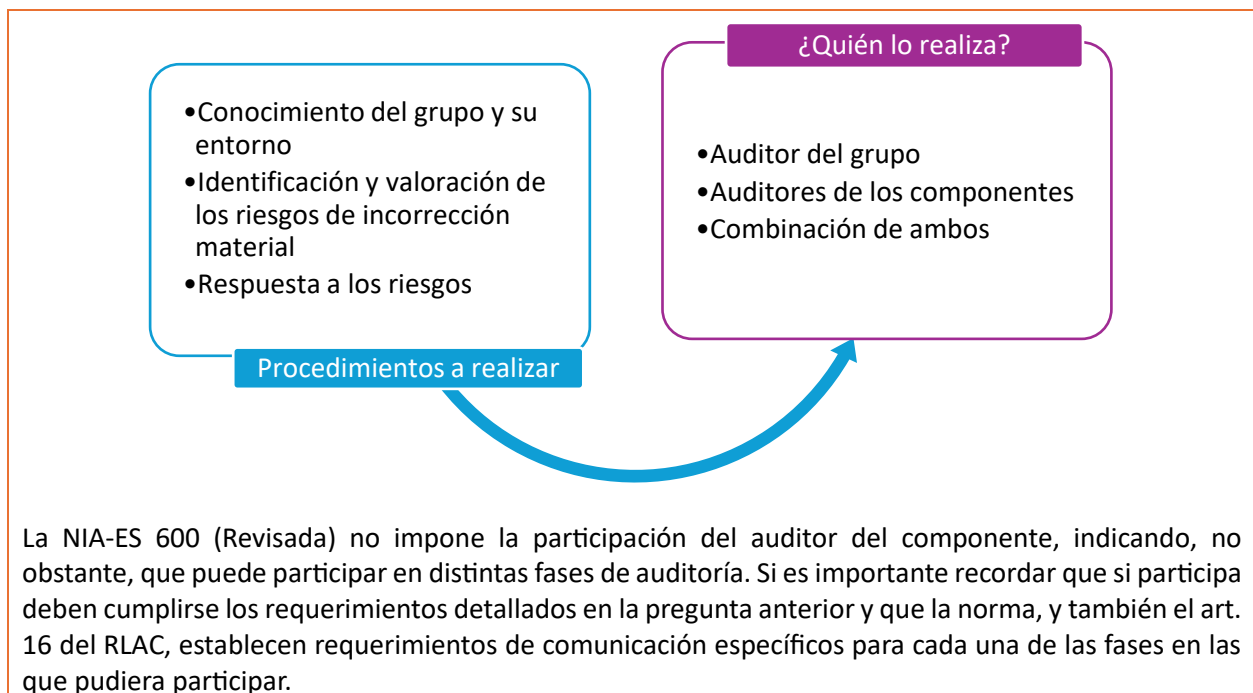 •Conocimiento del grupo y su
entorno
•Identificación y valoración de
los riesgos de incorrección
material
•Respuesta a los riesgos
Procedimientos a realizar
¿Quién lo realiza?
•Auditor del grupo
•Auditores de los componentes
•Combinación de ambos
La NIA-ES 600 (Revisada) no impone la participación del auditor del componente, indicando, no
obstante, que puede participar en distintas fases de auditoría. Si es importante recordar que si participa
deben cumplirse los requerimientos detallados en la pregunta anterior y que la norma, y también el art.
16 del RLAC, establecen requerimientos de comunicación específicos para cada una de las fases en las
que pudiera participar.